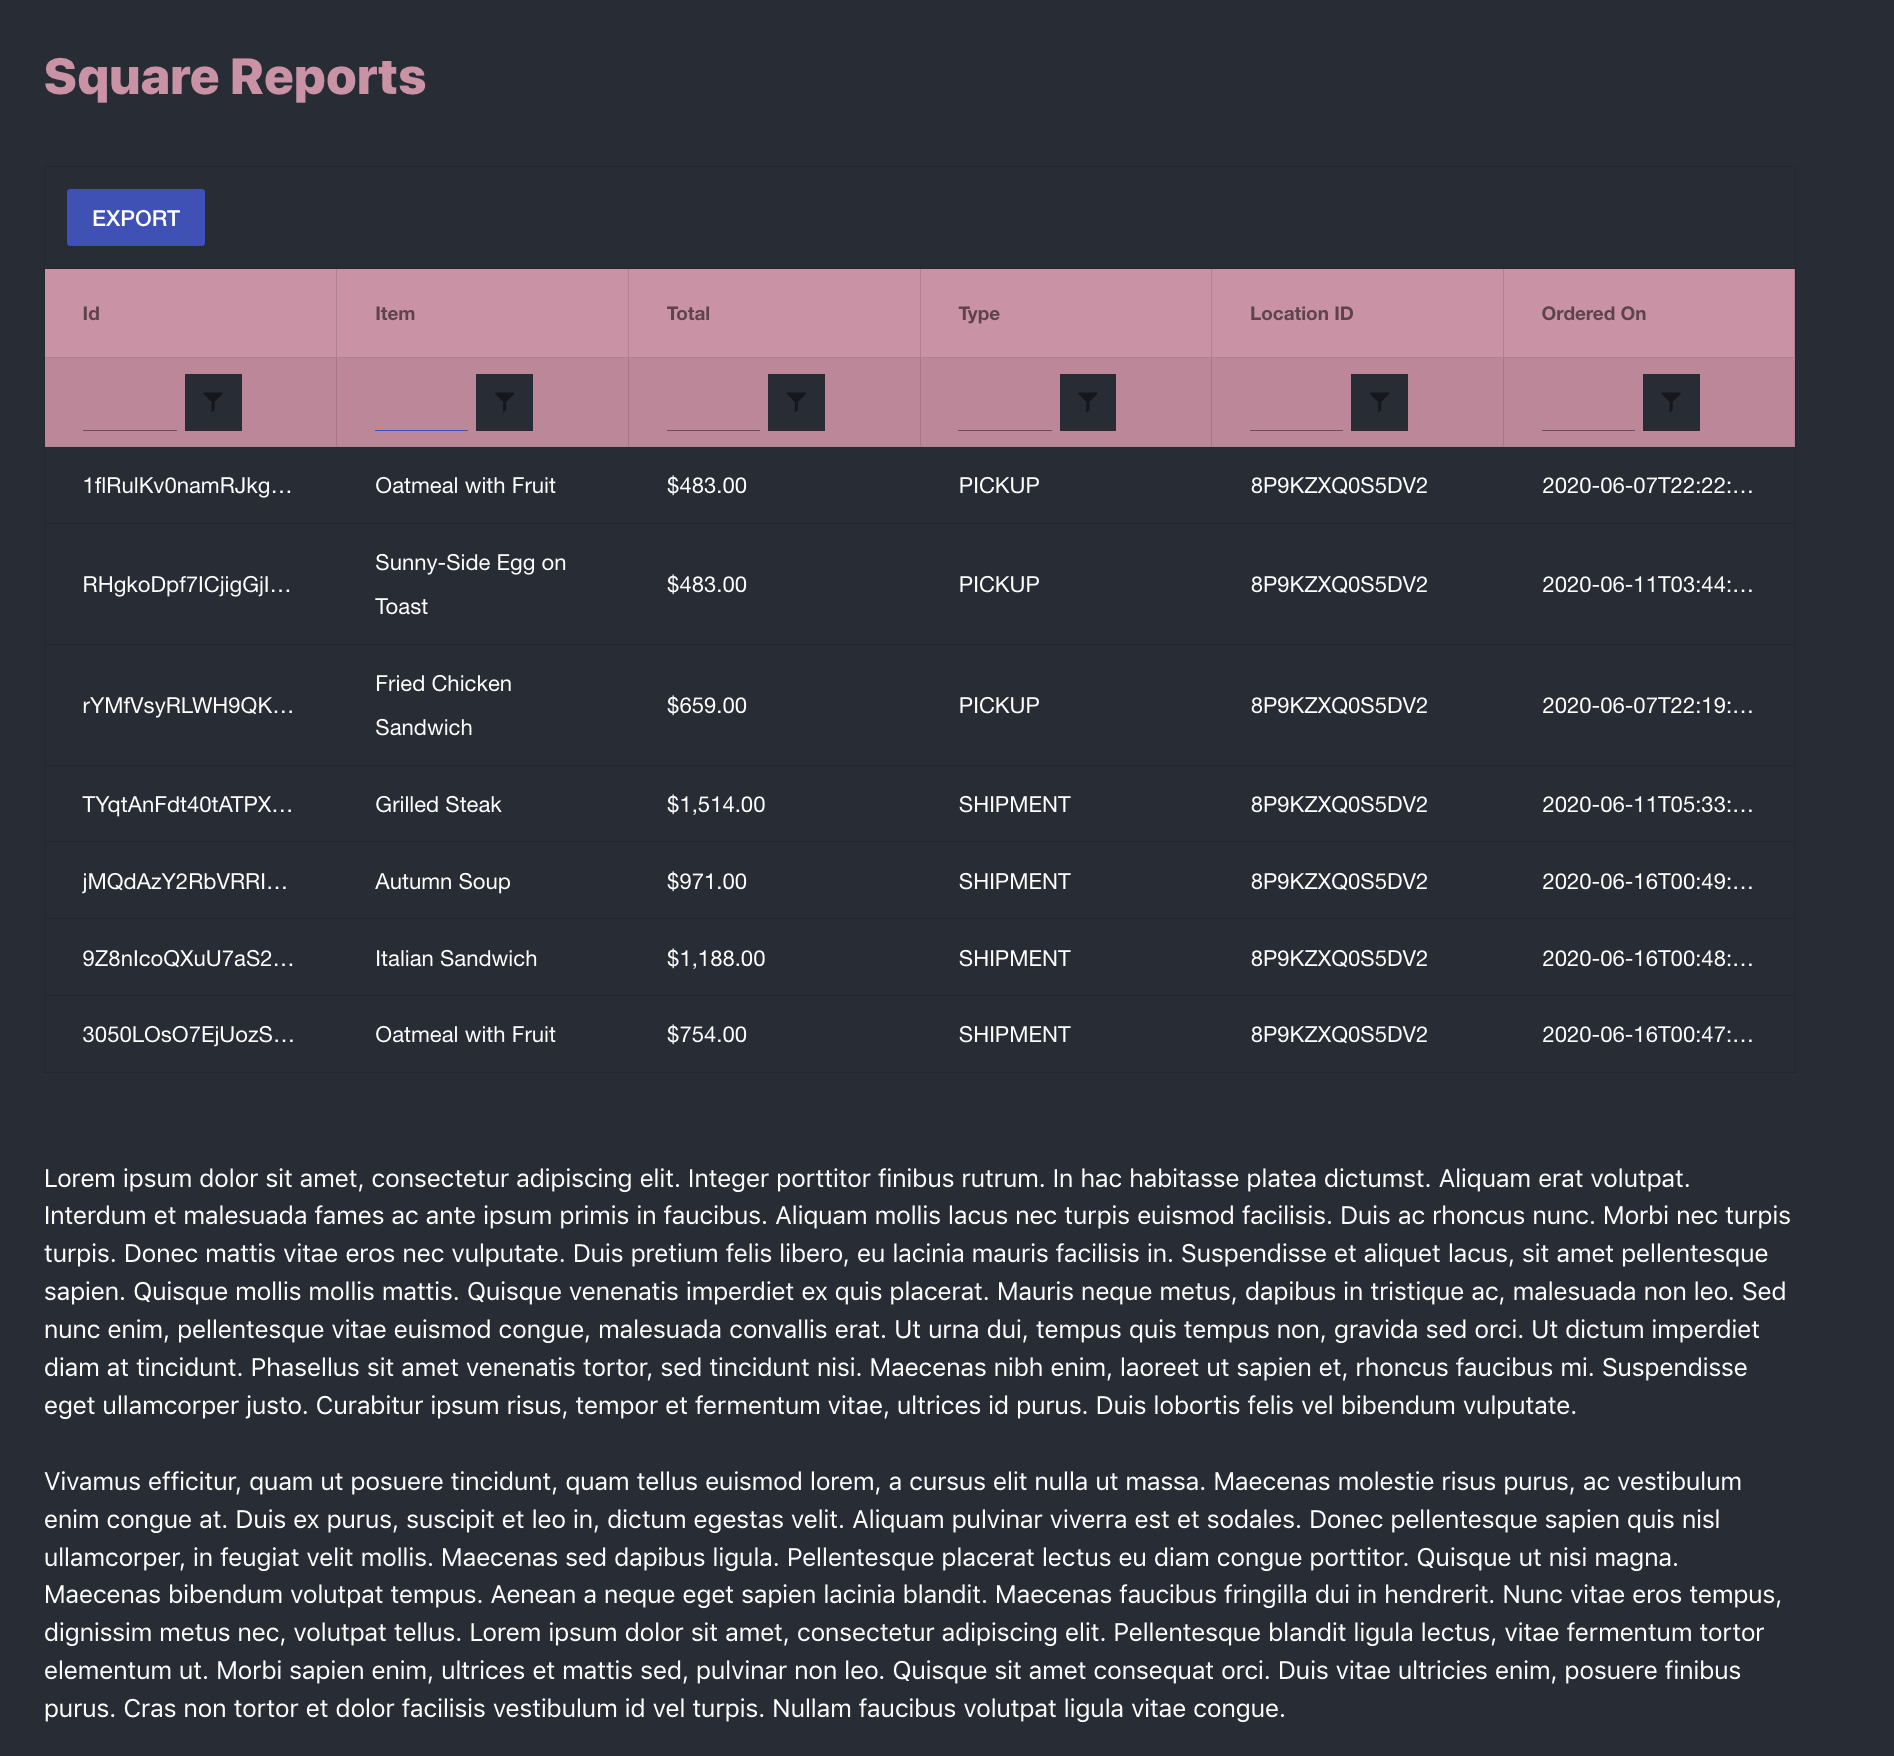 Square Reports
EXPORT
Id Item Total Type Location ID Ordered On
1flRulKv0namRJkg... Oatmeal with Fruit $483.00 PICKUP 8P9KZXQ0S5DV2 2020-06-07T22:22:...
Sunny-Side Egg on
RHgkoDpf7ICjigGjI... $483.00 PICKUP 8P9KZXQ0S5DV2 2020-06-11T03:44:...
Toast
Fried Chicken
rYMfVsyRLWH9QK... $659.00 PICKUP 8P9KZXQ0S5DV2 2020-06-07T22:19:...
Sandwich
TYqtAnFdt40tATPX... Grilled Steak $1,514.00 SHIPMENT 8P9KZXQ0S5DV2 2020-06-11T05:33:...
jMQdAzY2RbVRRI... Autumn Soup $971.00 SHIPMENT 8P9KZXQ0S5DV2 2020-06-16T00:49:...
9Z8nIcoQXuU7aS2... Italian Sandwich $1,188.00 SHIPMENT 8P9KZXQ0S5DV2 2020-06-16T00:48:...
3050LOsO7EjUozS... Oatmeal with Fruit $754.00 SHIPMENT 8P9KZXQ0S5DV2 2020-06-16T00:47:...
Lorem ipsum dolor sit amet, consectetur adipiscing elit. Integer porttitor finibus rutrum. In hac habitasse platea dictumst. Aliquam erat volutpat.
Interdum et malesuada fames ac ante ipsum primis in faucibus. Aliquam mollis lacus nec turpis euismod facilisis. Duis ac rhoncus nunc. Morbi nec turpis
turpis. Donec mattis vitae eros nec vulputate. Duis pretium felis libero, eu lacinia mauris facilisis in. Suspendisse et aliquet lacus, sit amet pellentesque
sapien. Quisque mollis mollis mattis. Quisque venenatis imperdiet ex quis placerat. Mauris neque metus, dapibus in tristique ac, malesuada non leo. Sed
nunc enim, pellentesque vitae euismod congue, malesuada convallis erat. Ut urna dui, tempus quis tempus non, gravida sed orci. Ut dictum imperdiet
diam at tincidunt. Phasellus sit amet venenatis tortor, sed tincidunt nisi. Maecenas nibh enim, laoreet ut sapien et, rhoncus faucibus mi. Suspendisse
eget ullamcorper justo. Curabitur ipsum risus, tempor et fermentum vitae, ultrices id purus. Duis lobortis felis vel bibendum vulputate.
Vivamus efficitur, quam ut posuere tincidunt, quam tellus euismod lorem, a cursus elit nulla ut massa. Maecenas molestie risus purus, ac vestibulum
enim congue at. Duis ex purus, suscipit et leo in, dictum egestas velit. Aliquam pulvinar viverra est et sodales. Donec pellentesque sapien quis nisl
ullamcorper, in feugiat velit mollis. Maecenas sed dapibus ligula. Pellentesque placerat lectus eu diam congue porttitor. Quisque ut nisi magna.
Maecenas bibendum volutpat tempus. Aenean a neque eget sapien lacinia blandit. Maecenas faucibus fringilla dui in hendrerit. Nunc vitae eros tempus,
dignissim metus nec, volutpat tellus. Lorem ipsum dolor sit amet, consectetur adipiscing elit. Pellentesque blandit ligula lectus, vitae fermentum tortor
elementum ut. Morbi sapien enim, ultrices et mattis sed, pulvinar non leo. Quisque sit amet consequat orci. Duis vitae ultricies enim, posuere finibus
purus. Cras non tortor et dolor facilisis vestibulum id vel turpis. Nullam faucibus volutpat ligula vitae congue.